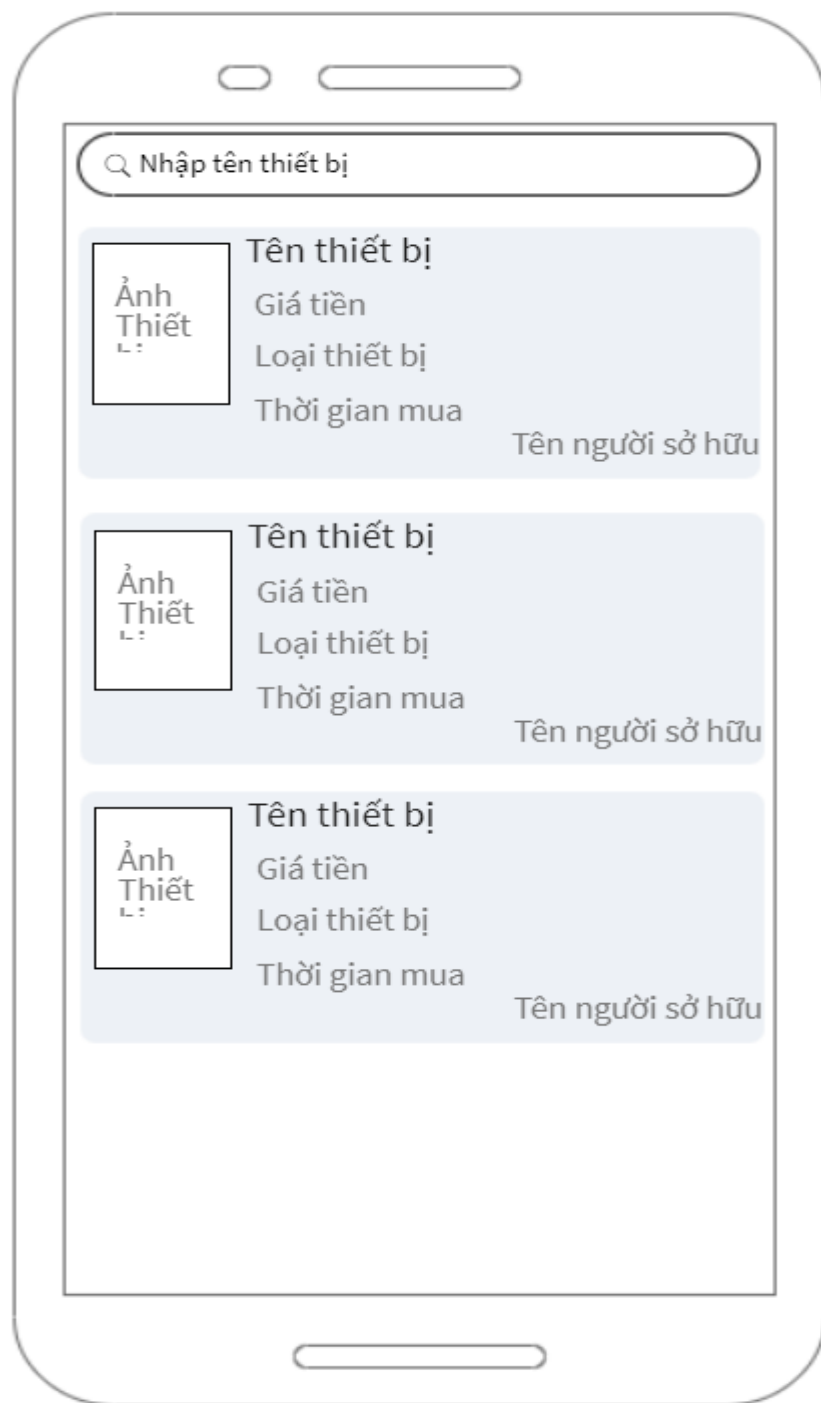 Nhập tên thiết bị
Tên thiết bị
Ảnh
Thiết
Giá tiền
Loại thiết bị
Thời gian mua
Tên người sở hữu
Tên thiết bị
Ảnh
Thiết
Giá tiền
Loại thiết bị
Thời gian mua
Tên người sở hữu
Tên thiết bị
Ảnh
Thiết
Giá tiền
Loại thiết bị
Thời gian mua
Tên người sở hữu